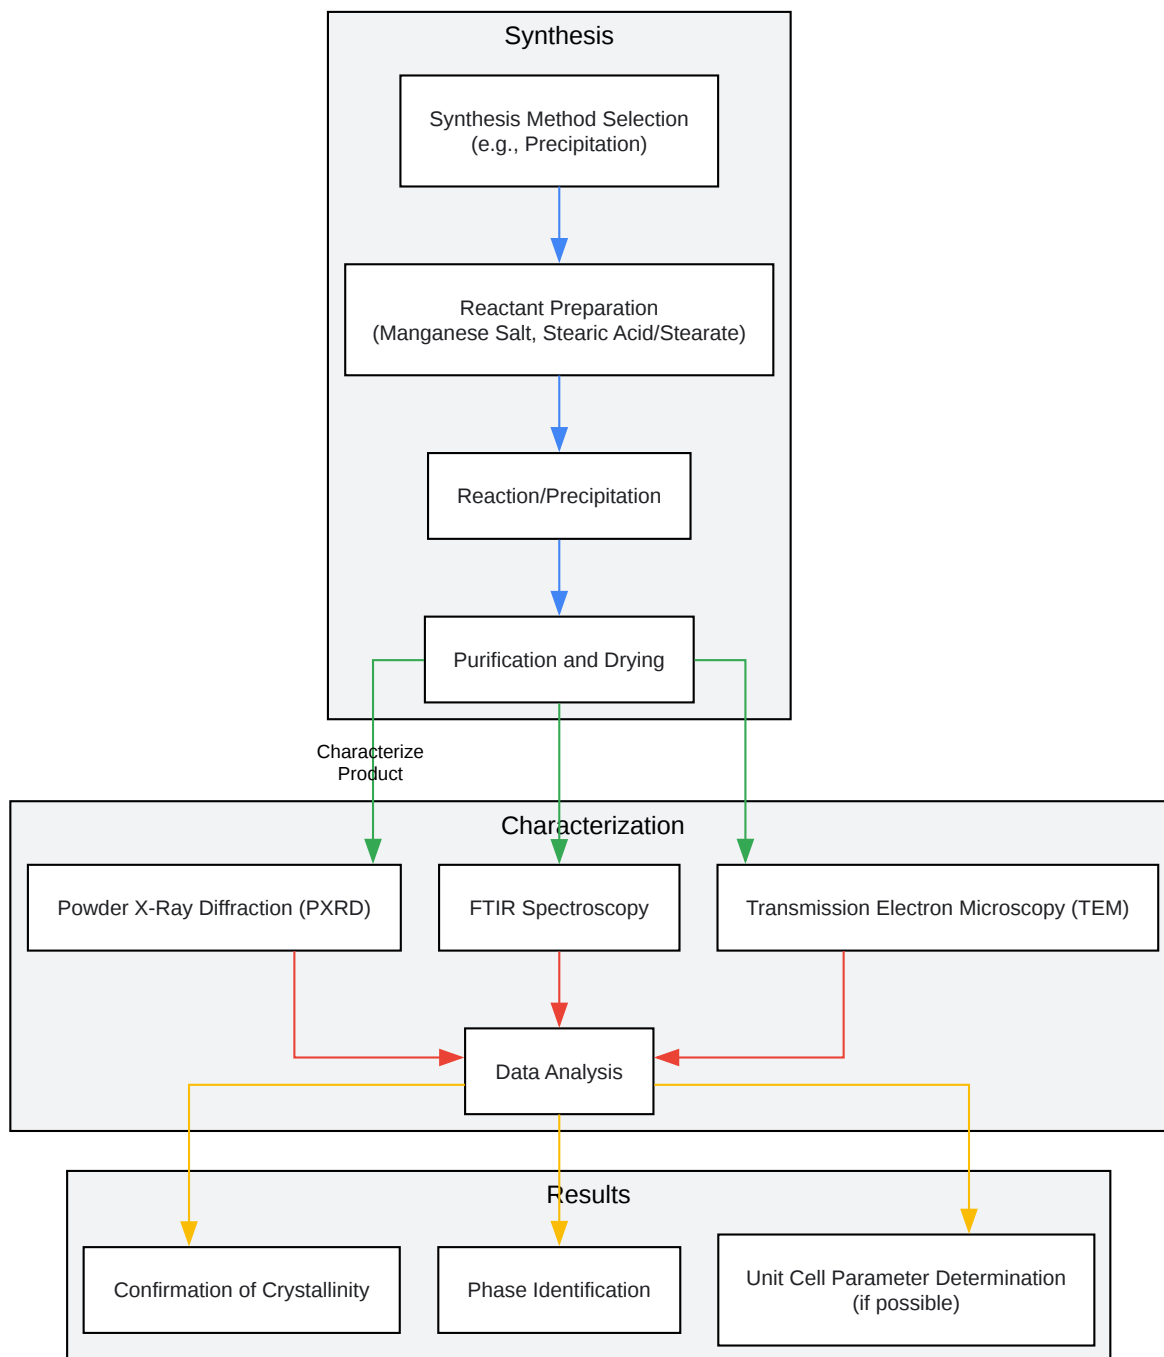 Synthesis
Synthesis Method Selection
(e.g., Precipitation)
Reactant Preparation
(Manganese Salt, Stearic Acid/Stearate)
Reaction/Precipitation
Purification and Drying
Characterize
Product
Characterization
Powder X-Ray Diffraction (PXRD)
FTIR Spectroscopy
Transmission Electron Microscopy (TEM)
Data Analysis
Results
Confirmation of Crystallinity
Phase Identification
Unit Cell Parameter Determination
(if possible)